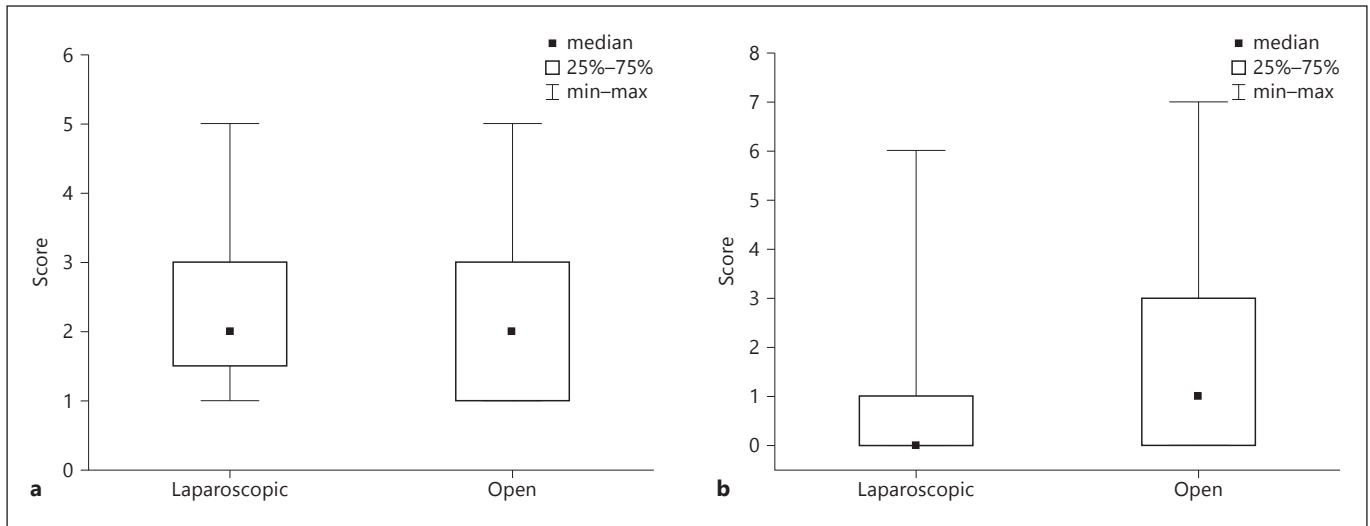 6
5
4
3
2
1
0
Score
Laparoscopic
Open
median
25%–75%
min–max
a
8
7
6
5
4
3
2
1
0
Score
Laparoscopic
Open
median
25%–75%
min–max
b